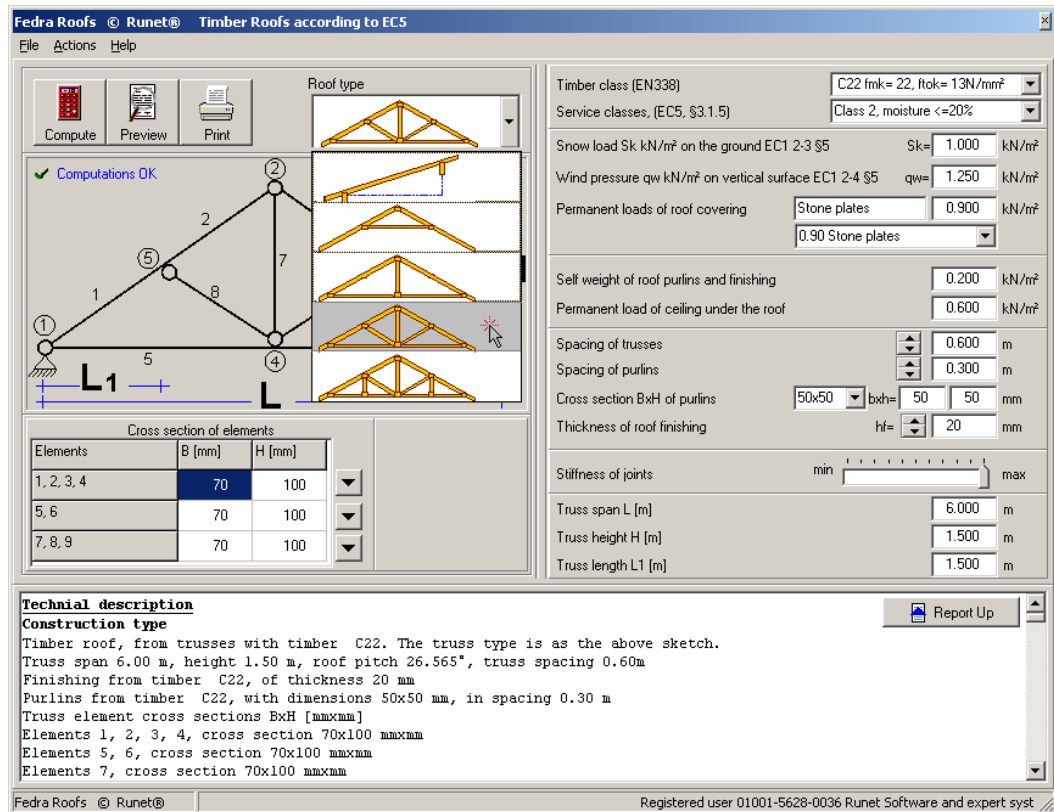 Fedra Roofs © Runet® Timber Roofs according to EC5
File Actions Help
Compute Preview Print
Roof type
Computations OK
1
2
5
7
8
1
2
5
4
L1
L
Cross section of elements
Elements B [mm] H [mm]
1, 2, 3, 4 70 100
5, 6 70 100
7, 8, 9 70 100
Timber class (EN338) C22 fmk= 22, ftok= 13N/mm²
Service classes, (EC5, §3.1.5) Class 2, moisture <=20%
Snow load Sk kN/m² on the ground EC1 2-3 §5 Sk= 1.000 kN/m²
Wind pressure qw kN/m² on vertical surface EC1 2-4 §5 qw= 1.250 kN/m²
Permanent loads of roof covering Stone plates 0.900 kN/m²
0.90 Stone plates
Self weight of roof purlins and finishing 0.200 kN/m²
Permanent load of ceiling under the roof 0.600 kN/m²
Spacing of trusses 0.600 m
Spacing of purlins 0.300 m
Cross section BxH of purlins 50x50 bxh= 50 50 mm
Thickness of roof finishing hf= 20 mm
Stiffness of joints min max
Truss span L [m] 6.000 m
Truss height H [m] 1.500 m
Truss length L1 [m] 1.500 m
Report Up
Technial description
Construction type
Timber roof, from trusses with timber C22. The truss type is as the above sketch.
Truss span 6.00 m, height 1.50 m, roof pitch 26.565°, truss spacing 0.60m
Finishing from timber C22, of thickness 20 mm
Purlins from timber C22, with dimensions 50x50 mm, in spacing 0.30 m
Truss element cross sections BxH [mmxmm]
Elements 1, 2, 3, 4, cross section 70x100 mmxmm
Elements 5, 6, cross section 70x100 mmxmm
Elements 7, cross section 70x100 mmxmm
Fedra Roofs © Runet® Registered user 01001-5628-0036 Runet Software and expert syst